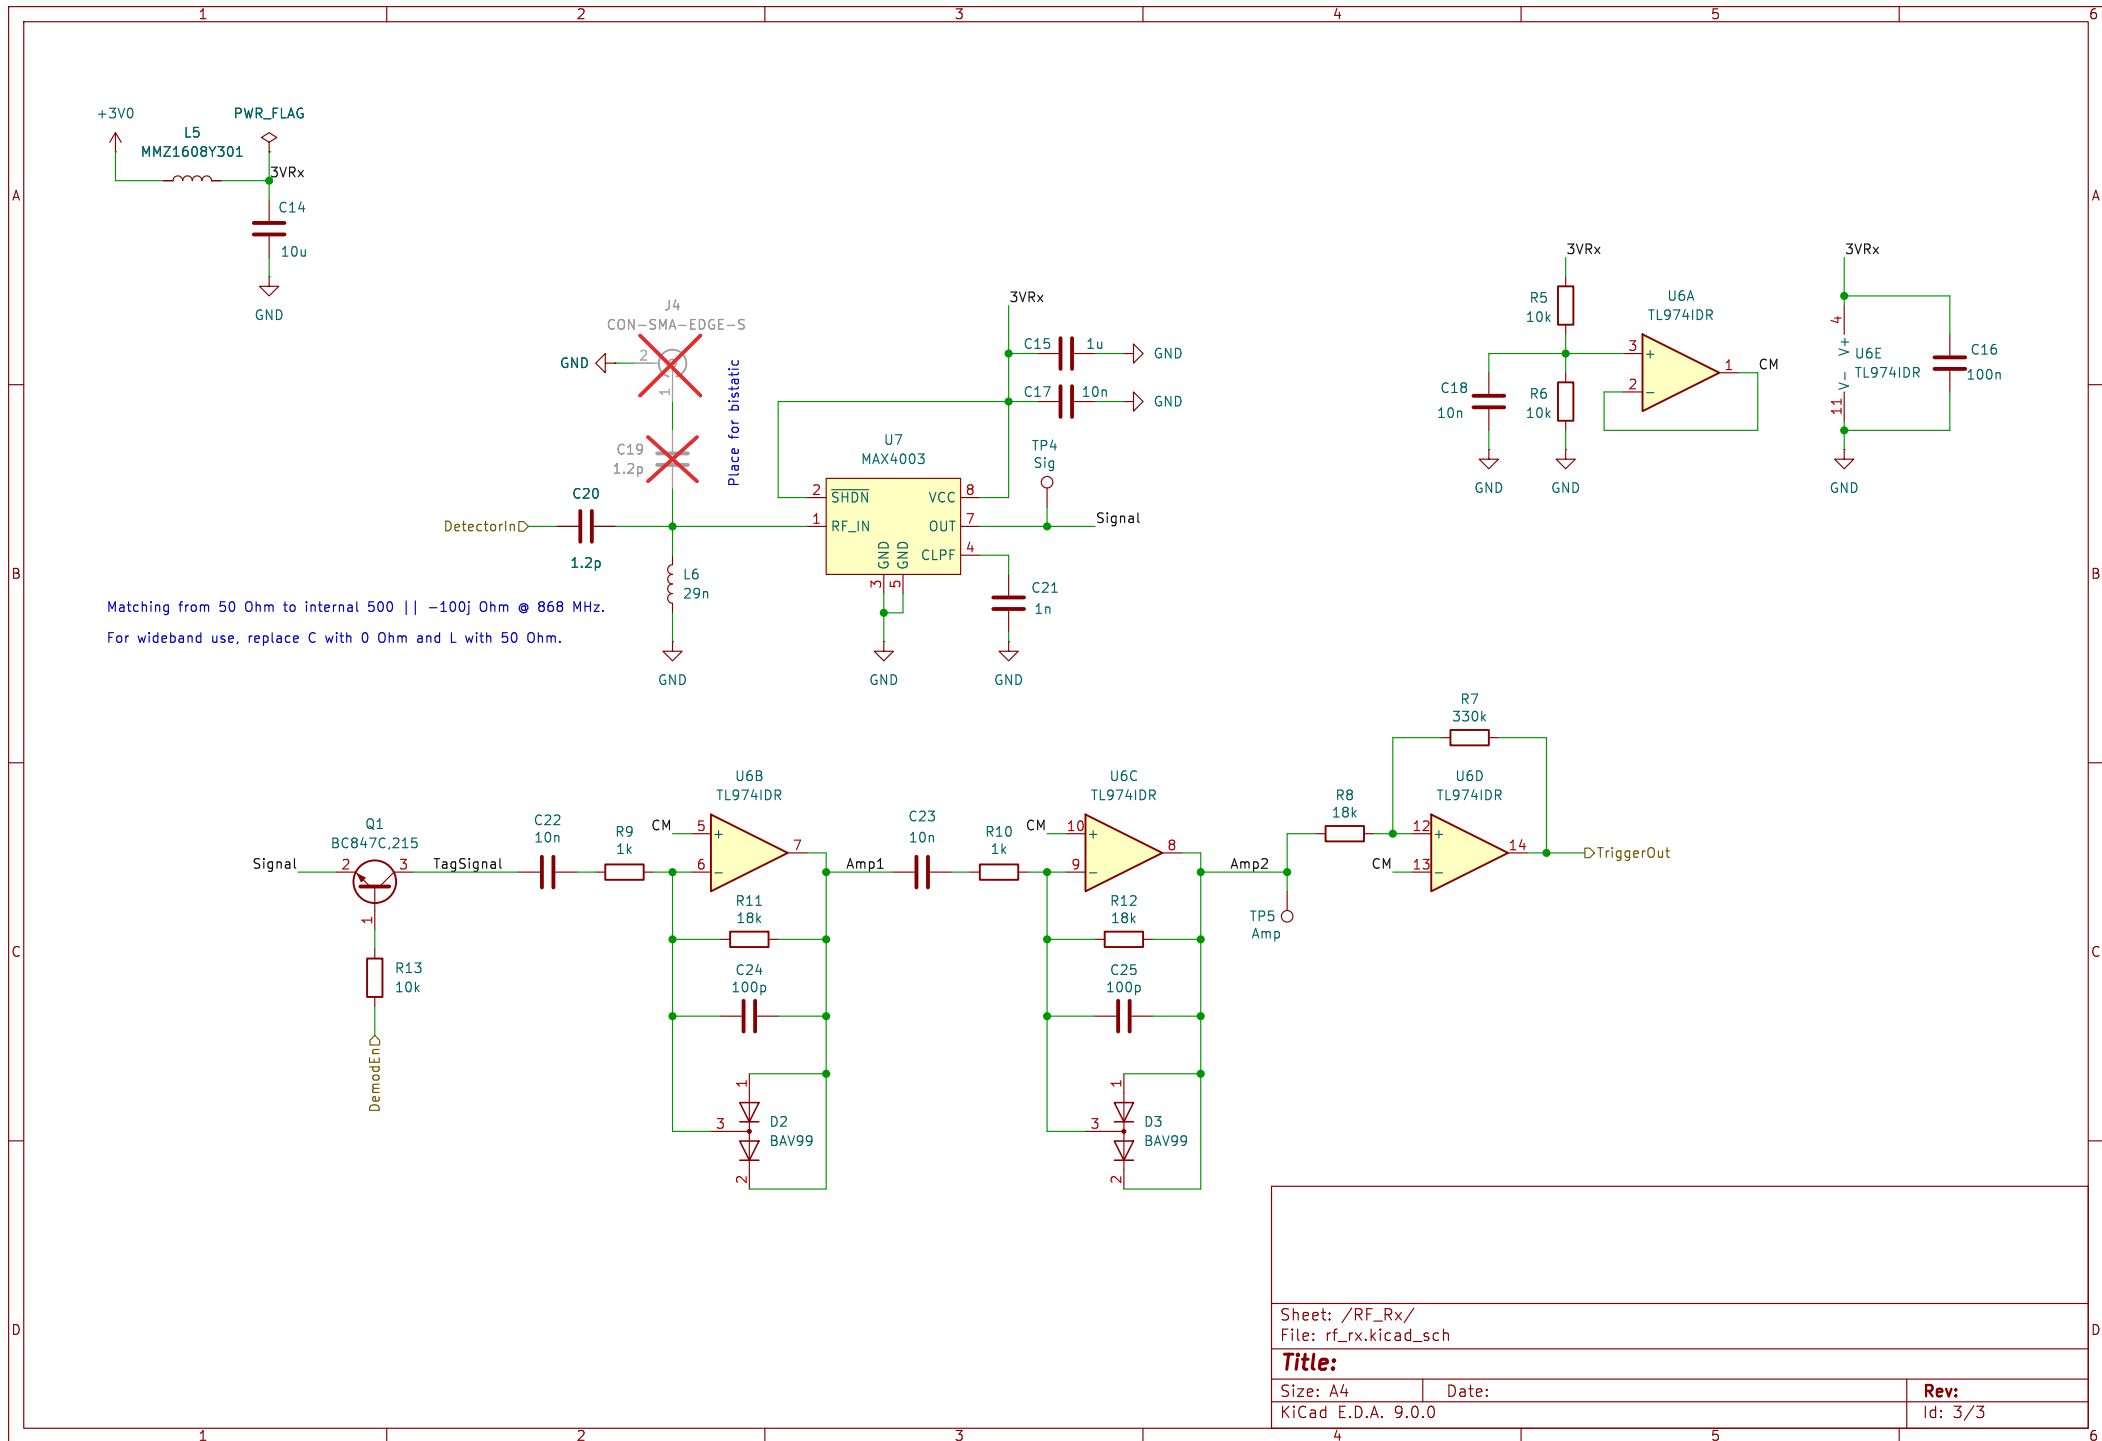 1 2 3 4 5 6
+3V0
PWR_FLAG
L5
MMZ1608Y301
3VRx
C14
10u
GND
A
A
J4
CON-SMA-EDGE-S
GND
2
1
Place for bistatic
C19
1.2p
C20
DetectorIn
1.2p
L6
29n
GND
Matching from 50 Ohm to internal 500 || -100j Ohm @ 868 MHz.
For wideband use, replace C with 0 Ohm and L with 50 Ohm.
3VRx
C15 1u GND
C17 10n GND
U7
MAX4003
2 SHDN VCC 8
1 RF_IN OUT 7
GND GND CLPF 4
3 5
GND
TP4
Sig
Signal
C21
1n
GND
3VRx
R5
10k
C18
10n
R6
10k
GND
GND
U6A
TL974IDR
3 +
2 -
1
CM
3VRx
4
V+
U6E
TL974IDR
V-
11
C16
100n
GND
B
B
Q1
BC847C,215
Signal 2 3 TagSignal
1
R13
10k
DemodEn
C22
10n
R9
1k
U6B
TL974IDR
CM 5 +
6 -
7
R11
18k
C24
100p
1
3
2
D2
BAV99
Amp1
C23
10n
R10
1k
U6C
TL974IDR
CM 10 +
9 -
8
R12
18k
C25
100p
1
3
2
D3
BAV99
Amp2
TP5
Amp
R8
18k
R7
330k
U6D
TL974IDR
12 +
CM 13 -
14
TriggerOut
C
C
D
D
Sheet: /RF_Rx/
File: rf_rx.kicad_sch
Title:
Size: A4 Date: Rev:
KiCad E.D.A. 9.0.0 Id: 3/3
1 2 3 4 5 6